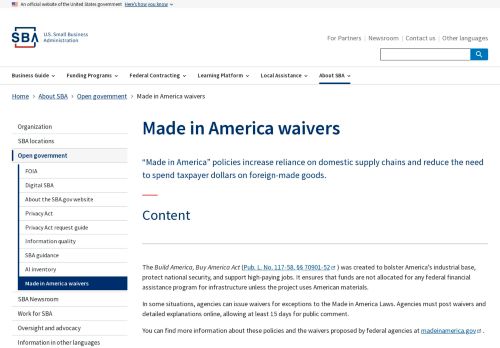 An official website of the United States government Here's how you know
SBA U.S. Small Business Administration
For Partners Newsroom Contact us Other languages
Business Guide Funding Programs Federal Contracting Learning Platform Local Assistance About SBA
Home About SBA Open government Made in America waivers
Organization
SBA locations
Open government
FOIA
Digital SBA
About the SBA.gov website
Privacy Act
Privacy Act request guide
Information quality
SBA guidance
AI inventory
Made in America waivers
SBA Newsroom
Work for SBA
Oversight and advocacy
Information in other languages
Made in America waivers
“Made in America” policies increase reliance on domestic supply chains and reduce the need
to spend taxpayer dollars on foreign-made goods.
Content
The Build America, Buy America Act (Pub. L. No. 117-58, §§ 70901-52 ) was created to bolster America's industrial base,
protect national security, and support high-paying jobs. It ensures that funds are not allocated for any federal financial
assistance program for infrastructure unless the project uses American materials.
In some situations, agencies can issue waivers for exceptions to the Made in America Laws. Agencies must post waivers and
detailed explanations online, allowing at least 15 days for public comment.
You can find more information about these policies and the waivers proposed by federal agencies at madeinamerica.gov .